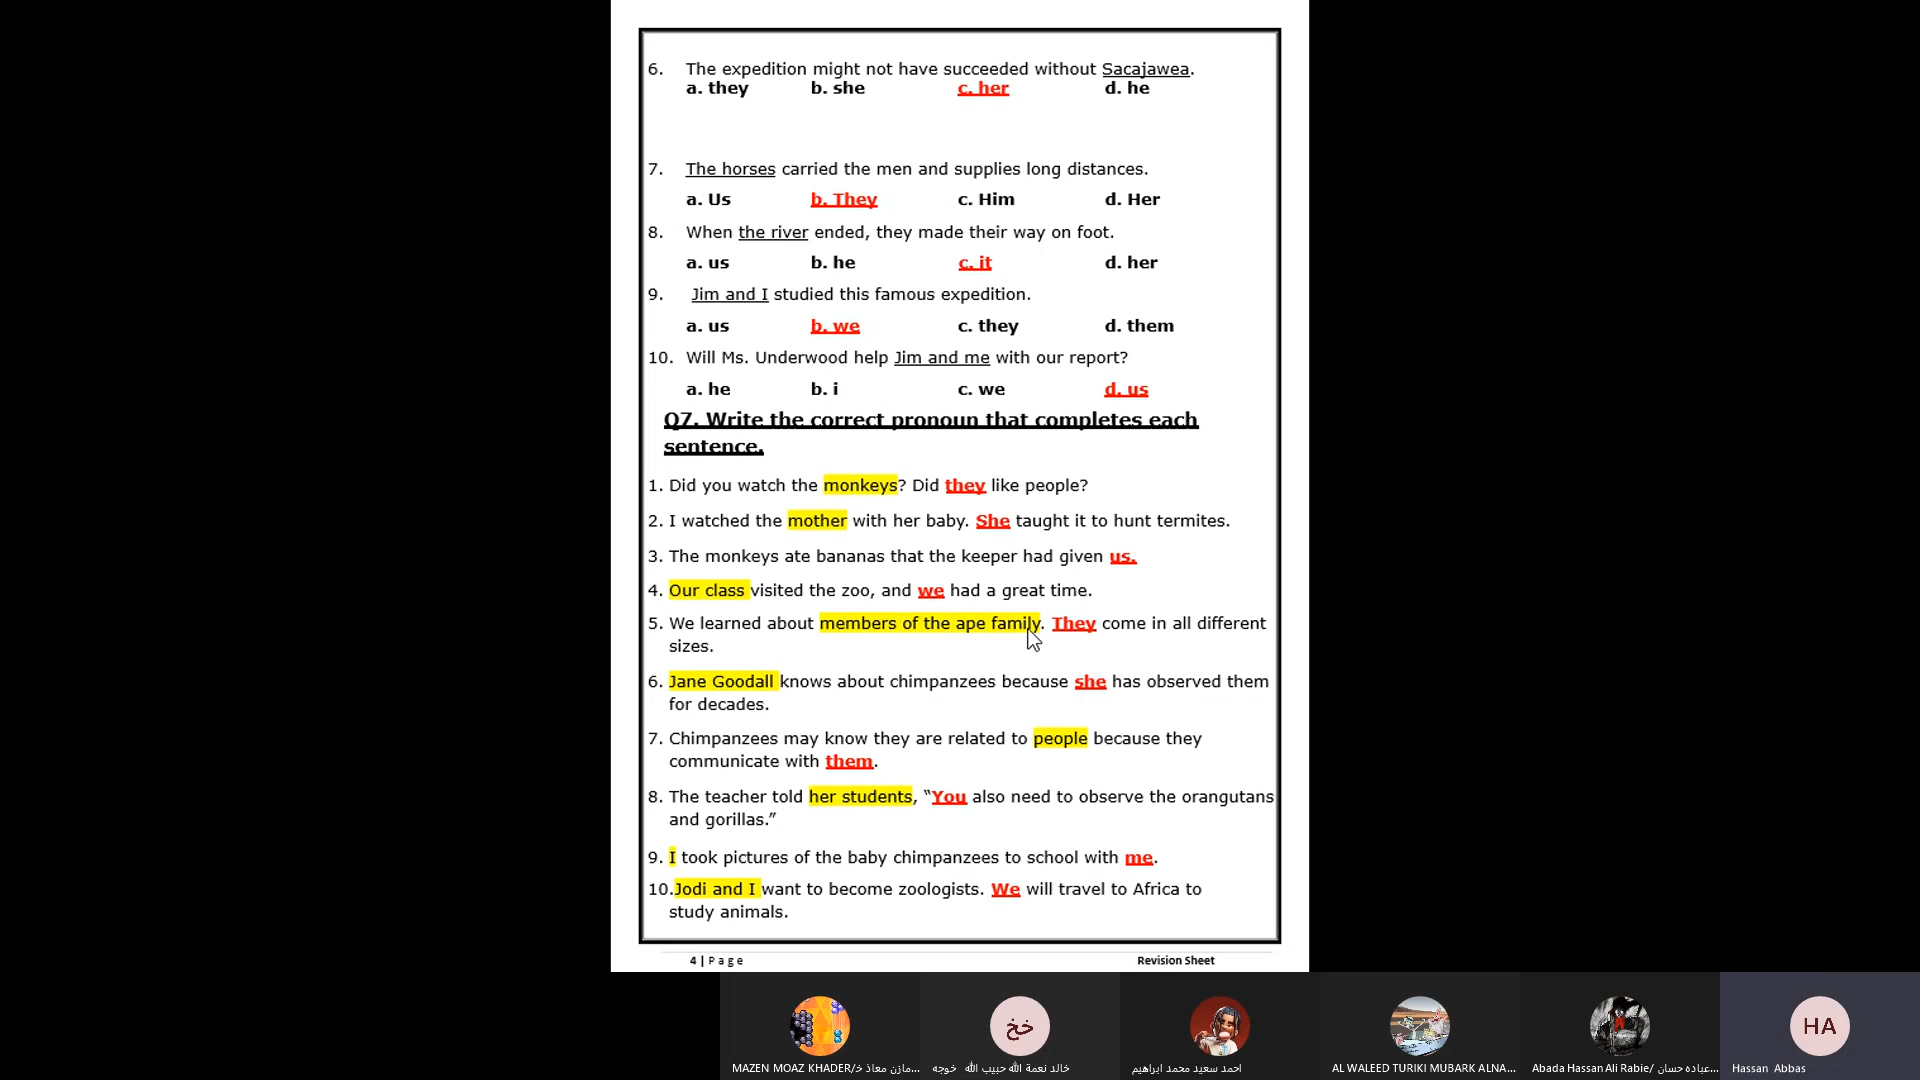 6. The expedition might not have succeeded without Sacajawea.
a. they b. she c. her d. he
7. The horses carried the men and supplies long distances.
a. Us b. They c. Him d. Her
8. When the river ended, they made their way on foot.
a. us b. he c. it d. her
9. Jim and I studied this famous expedition.
a. us b. we c. they d. them
10. Will Ms. Underwood help Jim and me with our report?
a. he b. i c. we d. us
Q7. Write the correct pronoun that completes each
sentence.
1. Did you watch the monkeys? Did they like people?
2. I watched the mother with her baby. She taught it to hunt termites.
3. The monkeys ate bananas that the keeper had given us.
4. Our class visited the zoo, and we had a great time.
5. We learned about members of the ape family. They come in all different
sizes.
6. Jane Goodall knows about chimpanzees because she has observed them
for decades.
7. Chimpanzees may know they are related to people because they
communicate with them.
8. The teacher told her students, “You also need to observe the orangutans
and gorillas.”
9. I took pictures of the baby chimpanzees to school with me.
10.Jodi and I want to become zoologists. We will travel to Africa to
study animals.
4 | Page Revision Sheet
خخ HA
MAZEN MOAZ KHADER/مازن معاذ خ... خالد نعمة الله حبيب الله خوجه احمد سعيد محمد ابراهيم AL WALEED TURIKI MUBARK ALNA... Abada Hassan Ali Rabie/ عباده حسان... Hassan Abbas